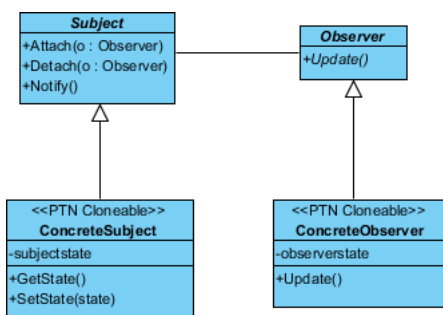 Subject
+Attach(o : Observer)
+Detach(o : Observer)
+Notify()
Observer
+Update()
<<PTN Cloneable>>
ConcreteSubject
-subjectstate
+GetState()
+SetState(state)
<<PTN Cloneable>>
ConcreteObserver
-observerstate
+Update()